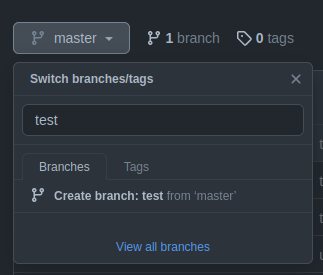 master 1 branch 0 tags
Switch branches/tags
test
Branches Tags
Create branch: test from ‘master’
View all branches